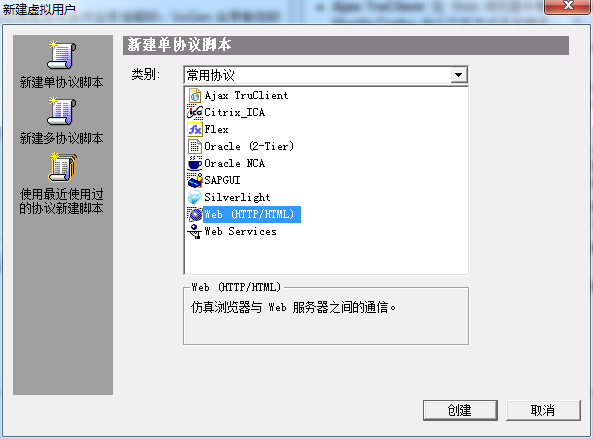 新建虚拟用户
新建单协议脚本
新建多协议脚本
使用最近使用过
的协议新建脚本
新建单协议脚本
类别:
常用协议
Ajax TruClient
Citrix_ICA
Flex
Oracle (2-Tier)
Oracle NCA
SAPGUI
Silverlight
Web (HTTP/HTML)
Web Services
Web (HTTP/HTML)
仿真浏览器与 Web 服务器之间的通信。
创建
取消